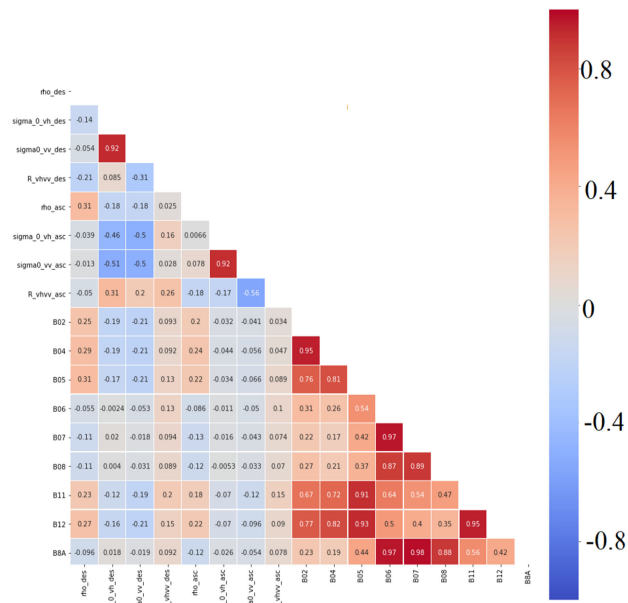 0.8
rho_des
sigma_0_vh_des -0.14
sigma0_vv_des -0.054 0.92
R_vhvv_des -0.21 0.085 -0.31
0.4
rho_asc 0.31 -0.18 -0.18 0.025
sigma_0_vh_asc -0.039 -0.46 -0.5 0.16 0.0066
sigma0_vv_asc -0.013 -0.51 -0.5 0.028 0.078 0.92
R_vhvv_asc -0.05 0.31 0.2 0.26 -0.18 -0.17 -0.56
0
B02 0.25 -0.19 -0.21 0.093 0.2 -0.032 -0.041 0.034
B04 0.29 -0.19 -0.21 0.092 0.24 -0.044 -0.056 0.047 0.95
B05 0.31 -0.17 -0.21 0.13 0.22 -0.034 -0.066 0.089 0.76 0.81
B06 -0.055 -0.0024 -0.053 0.13 -0.086 -0.011 -0.05 0.1 0.31 0.26 0.54
-0.4
B07 -0.11 0.02 -0.018 0.094 -0.13 -0.016 -0.043 0.074 0.22 0.17 0.42 0.97
B08 -0.11 0.004 -0.031 0.089 -0.12 -0.0053 -0.033 0.07 0.27 0.21 0.37 0.87 0.89
B11 0.23 -0.12 -0.19 0.2 0.18 -0.07 -0.12 0.15 0.67 0.72 0.91 0.64 0.54 0.47
B12 0.27 -0.16 -0.21 0.15 0.22 -0.07 -0.096 0.09 0.77 0.82 0.93 0.5 0.4 0.35 0.95
-0.8
B8A -0.096 0.018 -0.019 0.092 -0.12 -0.026 -0.054 0.078 0.23 0.19 0.44 0.97 0.98 0.88 0.56 0.42
rho_des _0_vh_des na0_vv_des _vhvv_des rho_asc _0_vh_asc na0_vv_asc vhvv_asc B02 B04 B05 B06 B07 B08 B11 B12 B8A